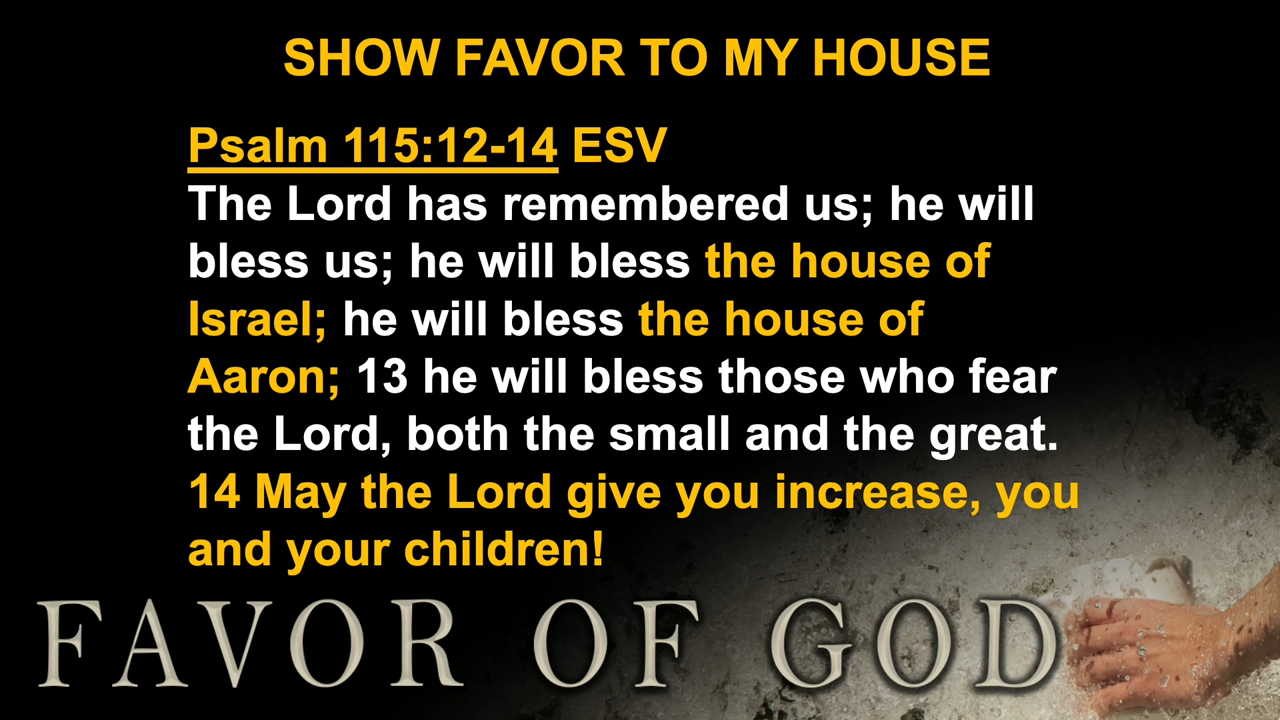 SHOW FAVOR TO MY HOUSE
Psalm 115:12-14 ESV
The Lord has remembered us; he will
bless us; he will bless the house of
Israel; he will bless the house of
Aaron; 13 he will bless those who fear
the Lord, both the small and the great.
14 May the Lord give you increase, you
and your children!
FAVOR OF GOD